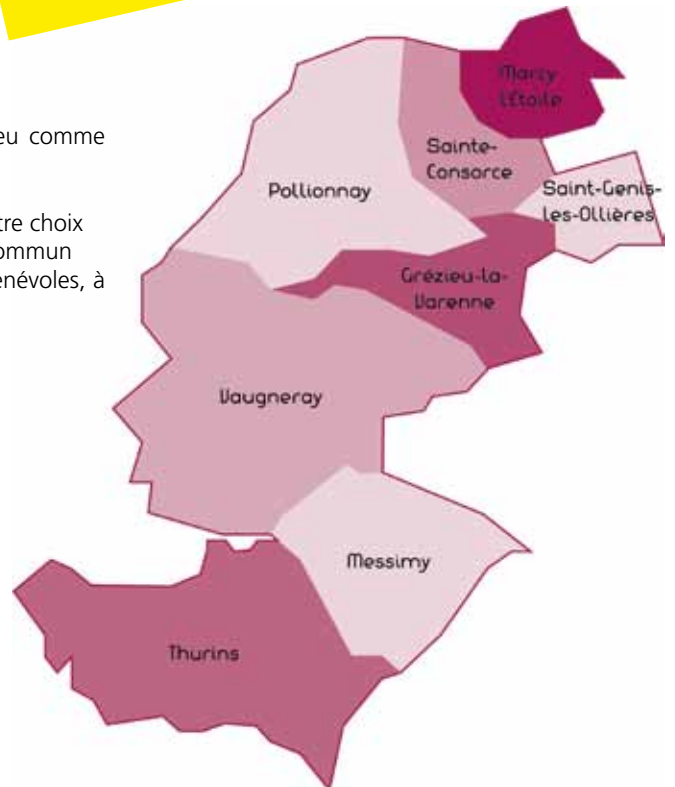 eu comme
tre choix
ommun
énévoles, à
Marcy
l'Étoile
Sainte-
Consorce
Pollionnay
Saint-Genis-
les-Ollières
Grézieu-la-
Varenne
Vaugneray
Messimy
Thurins